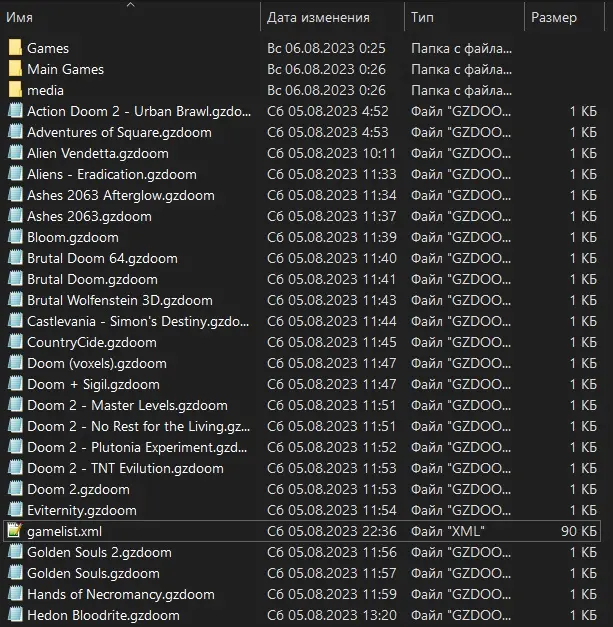 Имя Дата изменения Тип Размер
Games Вс 06.08.2023 0:25 Папка с файла...
Main Games Вс 06.08.2023 0:26 Папка с файла...
media Вс 06.08.2023 0:26 Папка с файла...
Action Doom 2 - Urban Brawl.gzdo... Сб 05.08.2023 4:52 Файл "GZDOO... 1 КБ
Adventures of Square.gzdoom Сб 05.08.2023 4:53 Файл "GZDOO... 1 КБ
Alien Vendetta.gzdoom Сб 05.08.2023 10:11 Файл "GZDOO... 1 КБ
Aliens - Eradication.gzdoom Сб 05.08.2023 11:33 Файл "GZDOO... 1 КБ
Ashes 2063 Afterglow.gzdoom Сб 05.08.2023 11:34 Файл "GZDOO... 1 КБ
Ashes 2063.gzdoom Сб 05.08.2023 11:37 Файл "GZDOO... 1 КБ
Bloom.gzdoom Сб 05.08.2023 11:39 Файл "GZDOO... 1 КБ
Brutal Doom 64.gzdoom Сб 05.08.2023 11:40 Файл "GZDOO... 1 КБ
Brutal Doom.gzdoom Сб 05.08.2023 11:41 Файл "GZDOO... 1 КБ
Brutal Wolfenstein 3D.gzdoom Сб 05.08.2023 11:43 Файл "GZDOO... 1 КБ
Castlevania - Simon's Destiny.gzdo... Сб 05.08.2023 11:44 Файл "GZDOO... 1 КБ
CountryCide.gzdoom Сб 05.08.2023 11:45 Файл "GZDOO... 1 КБ
Doom (voxels).gzdoom Сб 05.08.2023 11:47 Файл "GZDOO... 1 КБ
Doom + Sigil.gzdoom Сб 05.08.2023 11:47 Файл "GZDOO... 1 КБ
Doom 2 - Master Levels.gzdoom Сб 05.08.2023 11:51 Файл "GZDOO... 1 КБ
Doom 2 - No Rest for the Living.gz... Сб 05.08.2023 11:51 Файл "GZDOO... 1 КБ
Doom 2 - Plutonia Experiment.gzd... Сб 05.08.2023 11:52 Файл "GZDOO... 1 КБ
Doom 2 - TNT Evilution.gzdoom Сб 05.08.2023 11:53 Файл "GZDOO... 1 КБ
Doom 2.gzdoom Сб 05.08.2023 11:53 Файл "GZDOO... 1 КБ
Eviternity.gzdoom Сб 05.08.2023 11:54 Файл "GZDOO... 1 КБ
gamelist.xml Сб 05.08.2023 22:36 Файл "XML" 90 КБ
Golden Souls 2.gzdoom Сб 05.08.2023 11:56 Файл "GZDOO... 1 КБ
Golden Souls.gzdoom Сб 05.08.2023 11:57 Файл "GZDOO... 1 КБ
Hands of Necromancy.gzdoom Сб 05.08.2023 11:59 Файл "GZDOO... 1 КБ
Hedon Bloodrite.gzdoom Сб 05.08.2023 13:20 Файл "GZDOO... 1 КБ